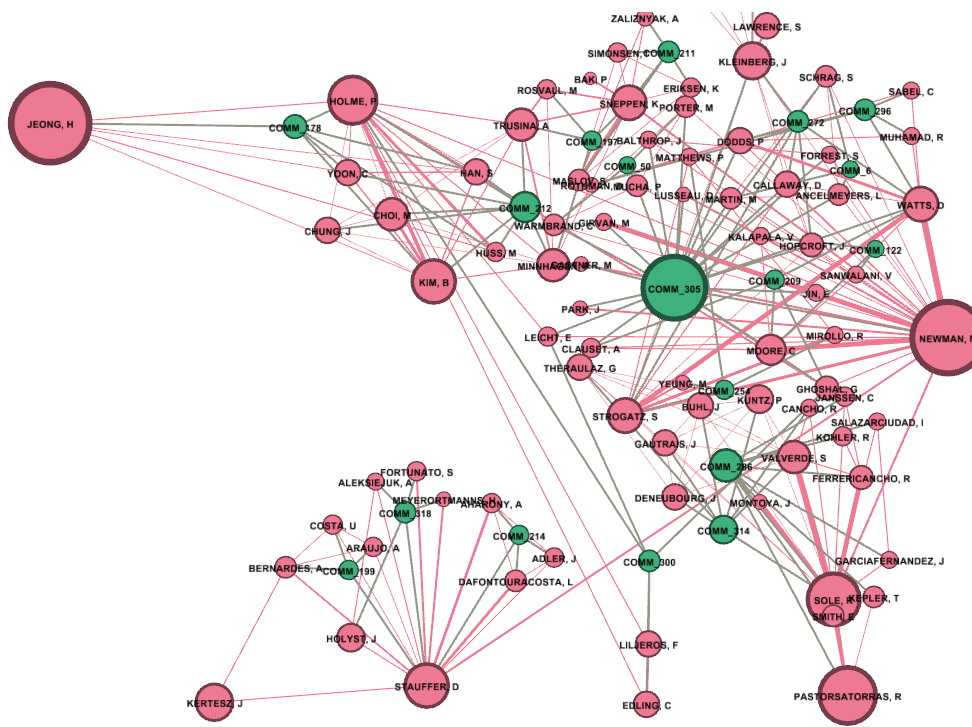 ZALIZNYAK, A
LAWRENCE, S
SIMONSEN, I
COMM_211
KLEINBERG, J
BAK, P
SCHRAG, S
ROSVALL, M
ERIKSEN, K
SABEL, C
JEONG, H
HOLME, P
SNEPPEN, K
PORTER, M
COMM_296
COMM_178
TRUSINA, A
COMM_272
COMM_197
BALTHROP, J
DODDS, P
MUHAMAD, R
MATTHEWS, P
FORREST, S
COMM_50
COMM_6
YOON, C
HAN, S
MASLOV, S
ROTHMAN, D
MUCHA, P
LUSSEAU, D
MARTIN, M
CALLAWAY, D
ANCELMEYERS, L
WATTS, D
COMM_212
CHOI, M
CHUNG, J
WARMBRAND, C
GIRVAN, M
KALAPALA, V
HOPCROFT, J
COMM_122
HUSS, M
GASTNER, M
SANWALANI, V
KIM, B
COMM_305
COMM_209
JIN, E
PARK, J
LEICHT, E
MIROLLO, R
NEWMAN, M
CLAUSET, A
MOORE, C
THERAULAZ, G
YEUNG, M
COMM_254
GHOSHAL, G
JANSSEN, C
KUNTZ, P
BUHL, J
CANCHO, R
STROGATZ, S
SALAZARCIUDAD, I
KOHLER, R
GAUTRAIS, J
VALVERDE, S
COMM_286
FERRERICANCHO, R
FORTUNATO, S
ALEKSIEJUK, A
DENEUBOURG, J
MONTOYA, J
MEYERORTMANNS, H
AHARONY, A
COMM_318
COSTA, U
COMM_314
COMM_214
ARAUJO, A
ADLER, J
BERNARDES, A
COMM_199
COMM_300
GARCIAFERNANDEZ, J
DAFONTOURACOSTA, L
SOLE, R
KEPLER, T
SMITH, E
HOLYST, J
LILJEROS, F
STAUFFER, D
PASTORSATORRAS, R
KERTESZ, J
EDLING, C